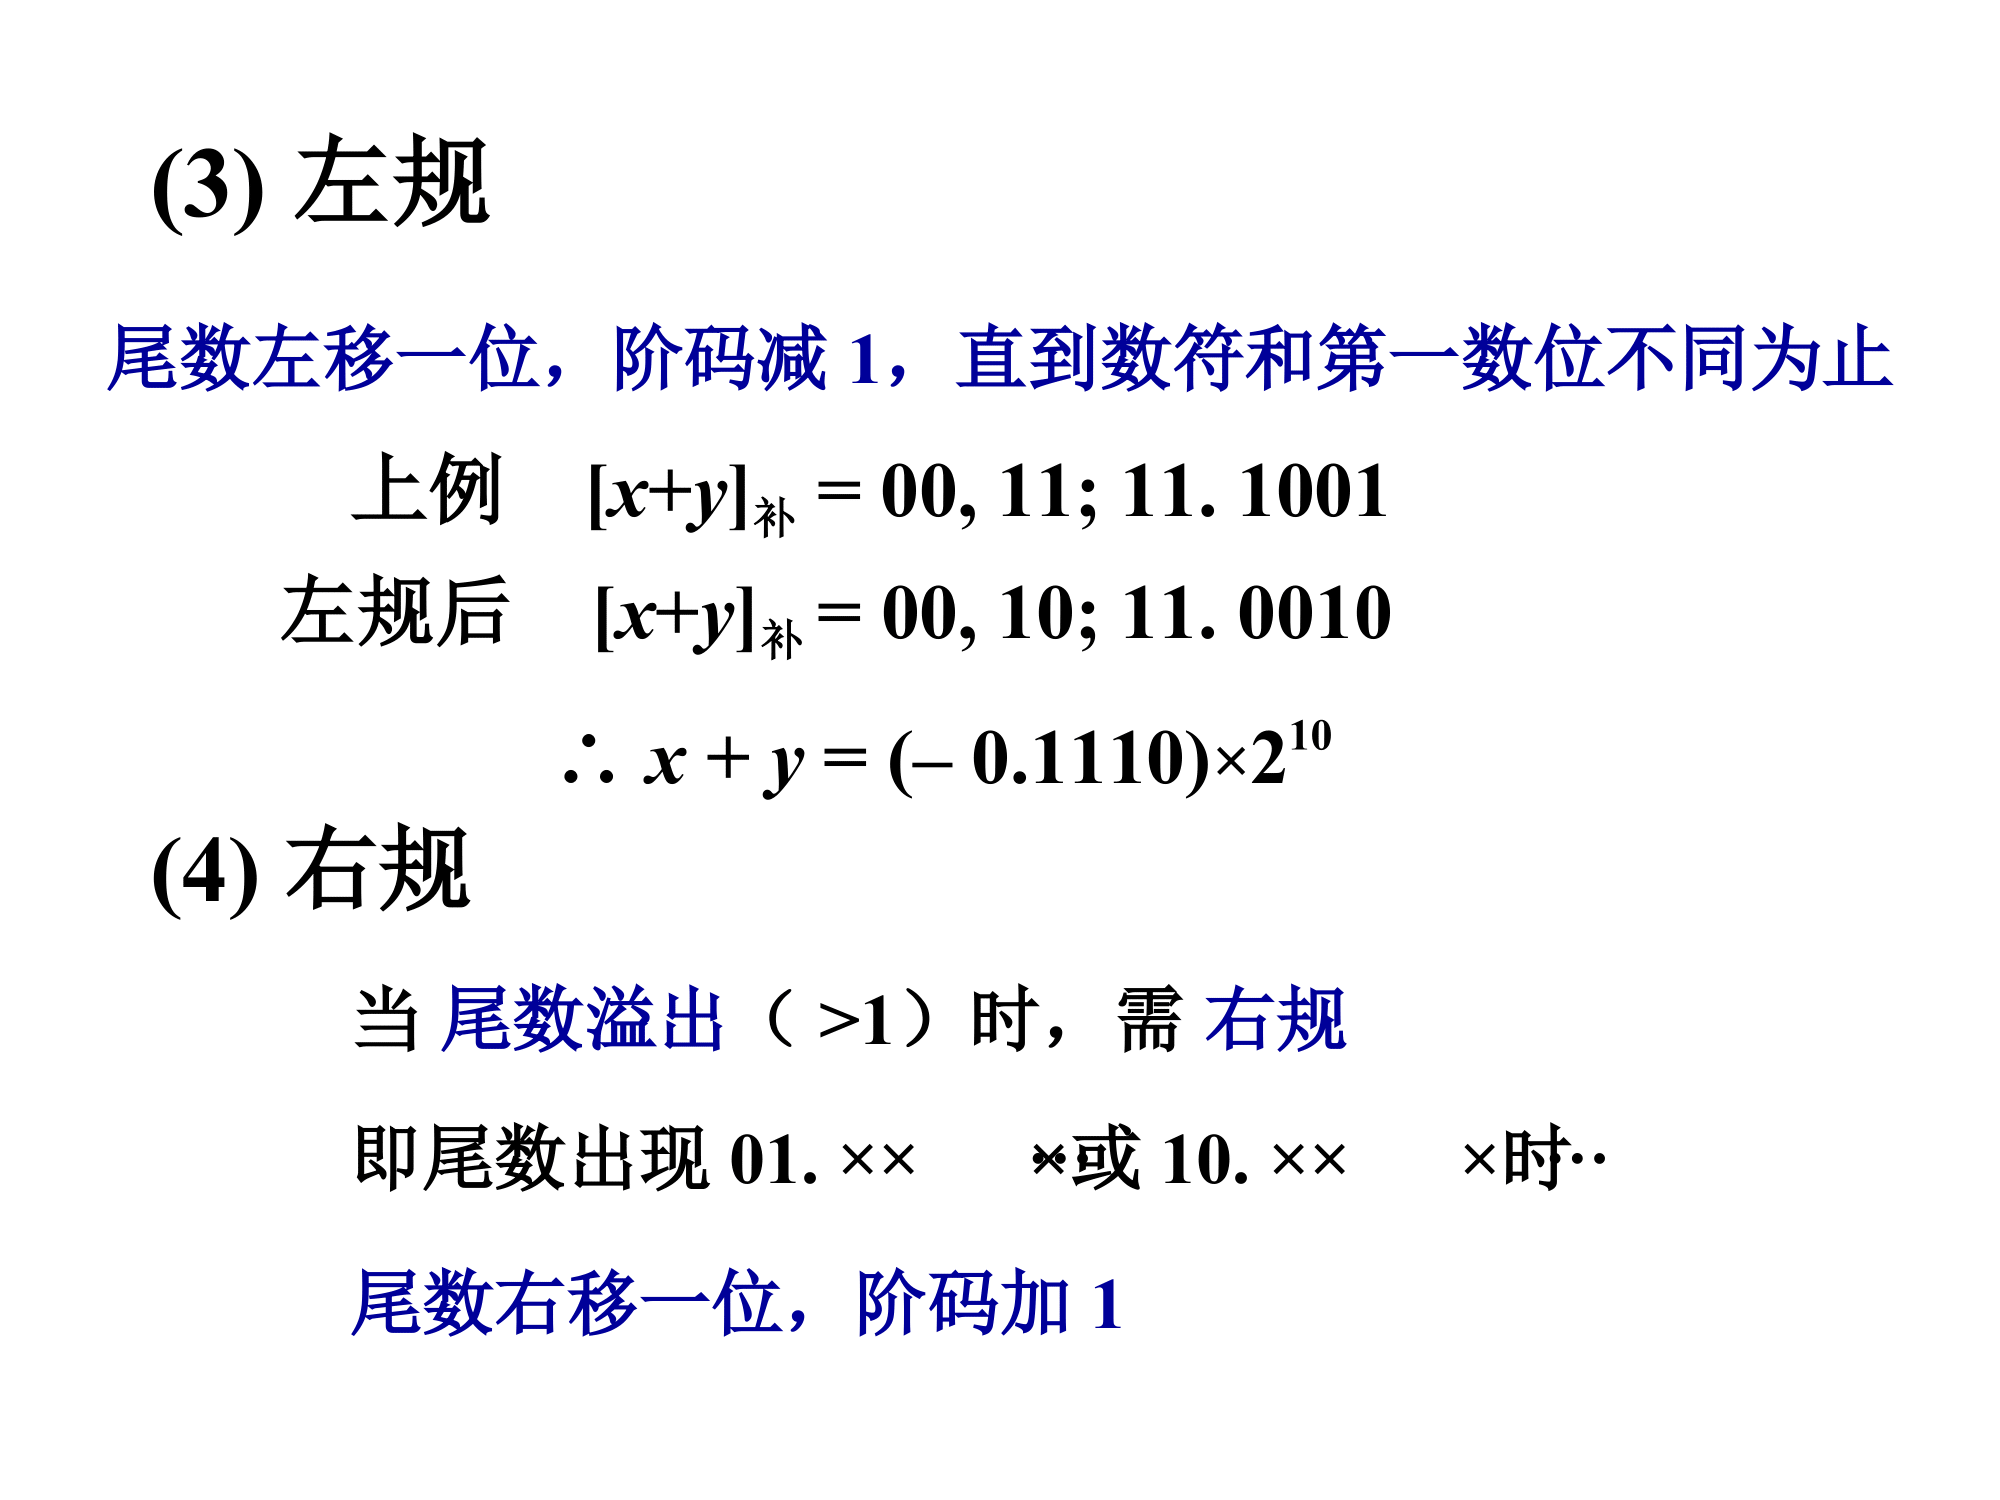 (3) 左规
尾数左移一位，阶码减 1，直到数符和第一数位不同为止
上例 [x+y]补 = 00, 11; 11. 1001
左规后 [x+y]补 = 00, 10; 11. 0010
∴ x + y = (– 0.1110)×2^10
(4) 右规
当 尾数溢出（ >1）时，需 右规
即尾数出现 01. ×× … ×或 10. ×× … ×时
尾数右移一位，阶码加 1